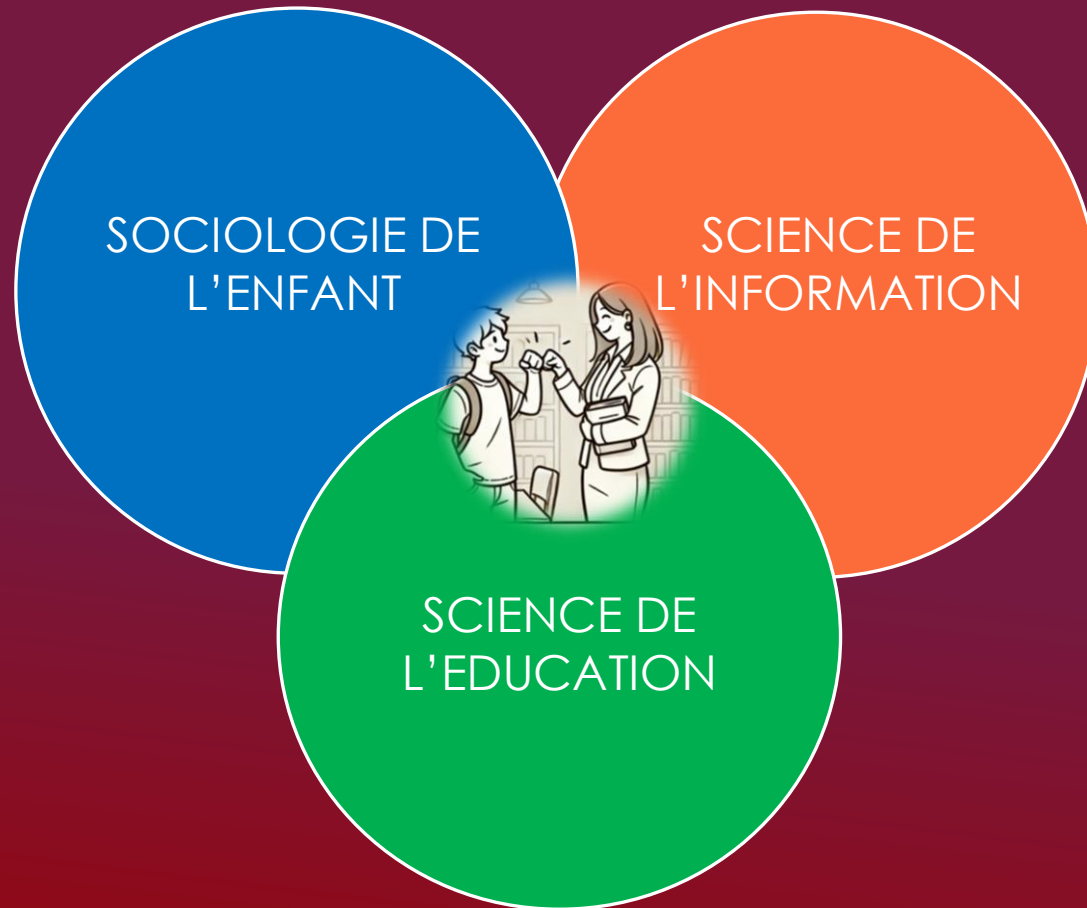 SOCIOLOGIE DE
L’ENFANT
SCIENCE DE
L’INFORMATION
SCIENCE DE
L’EDUCATION